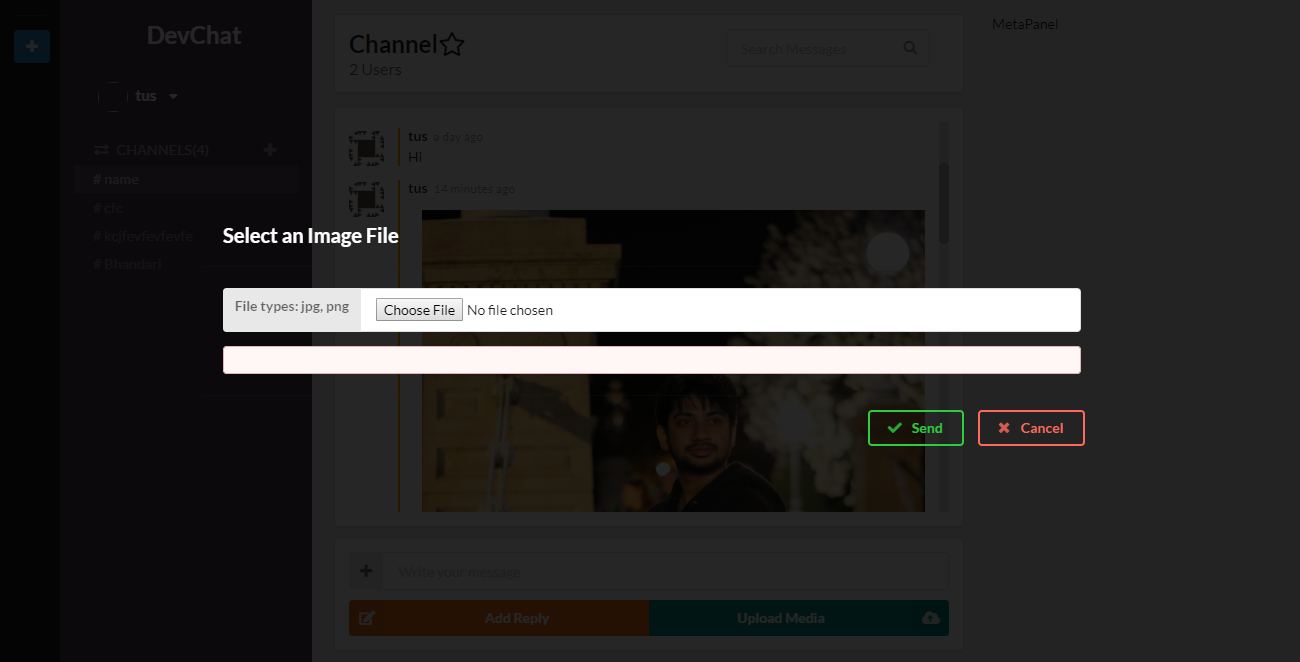 DevChat
tus
CHANNELS(4)
# name
# cfc
# kcjfevfevfevte
# Bhandari
Channel
2 Users
Search Messages
MetaPanel
tus a day ago
Hi
tus 14 minutes ago
Select an Image File
File types: jpg, png
Choose File No file chosen
Send
Cancel
Write your message
Add Reply
Upload Media